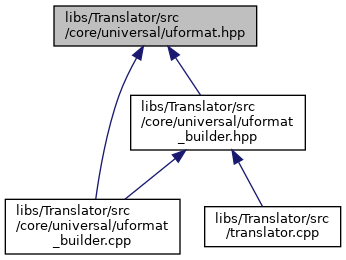 libs/Translator/src
/core/universal/uformat.hpp
libs/Translator/src
/core/universal/uformat
_builder.hpp
libs/Translator/src
/core/universal/uformat
_builder.cpp
libs/Translator/src
/translator.cpp